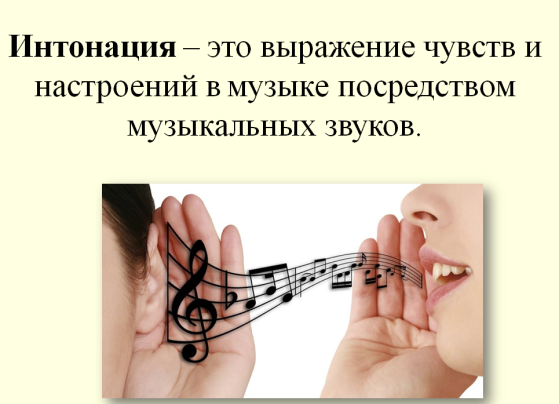 Интонация – это выражение чувств и
настроений в музыке посредством
музыкальных звуков.